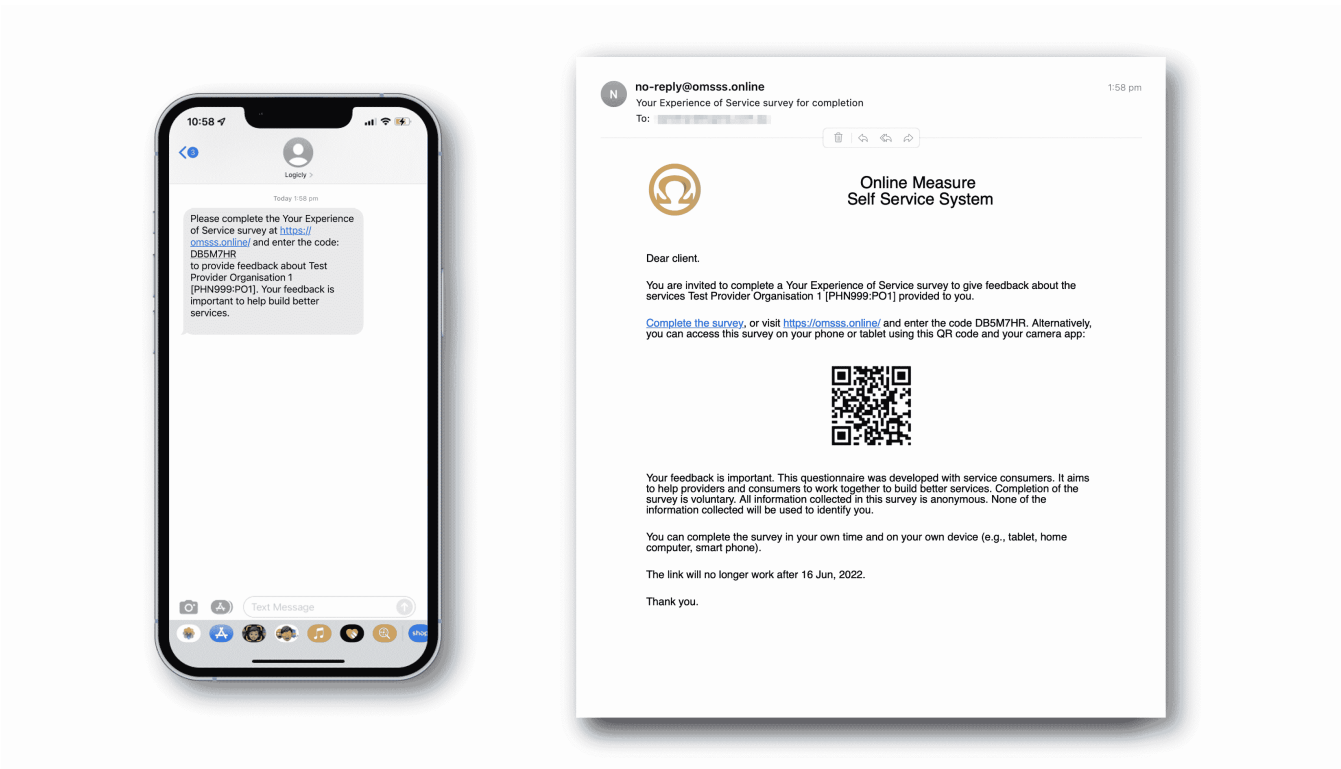 10:58
3
Logicly >
Today 1:58 pm
Please complete the Your Experience
of Service survey at https://
omsss.online/ and enter the code:
DB5M7HR
to provide feedback about Test
Provider Organisation 1
[PHN999:PO1]. Your feedback is
important to help build better
services.
Text Message
shap
N
no-reply@omsss.online
1:58 pm
Your Experience of Service survey for completion
To:
Online Measure
Self Service System
Dear client.
You are invited to complete a Your Experience of Service survey to give feedback about the
services Test Provider Organisation 1 [PHN999:PO1] provided to you.
Complete the survey, or visit https://omsss.online/ and enter the code DB5M7HR. Alternatively,
you can access this survey on your phone or tablet using this QR code and your camera app:
Your feedback is important. This questionnaire was developed with service consumers. It aims
to help providers and consumers to work together to build better services. Completion of the
survey is voluntary. All information collected in this survey is anonymous. None of the
information collected will be used to identify you.
You can complete the survey in your own time and on your own device (e.g., tablet, home
computer, smart phone).
The link will no longer work after 16 Jun, 2022.
Thank you.